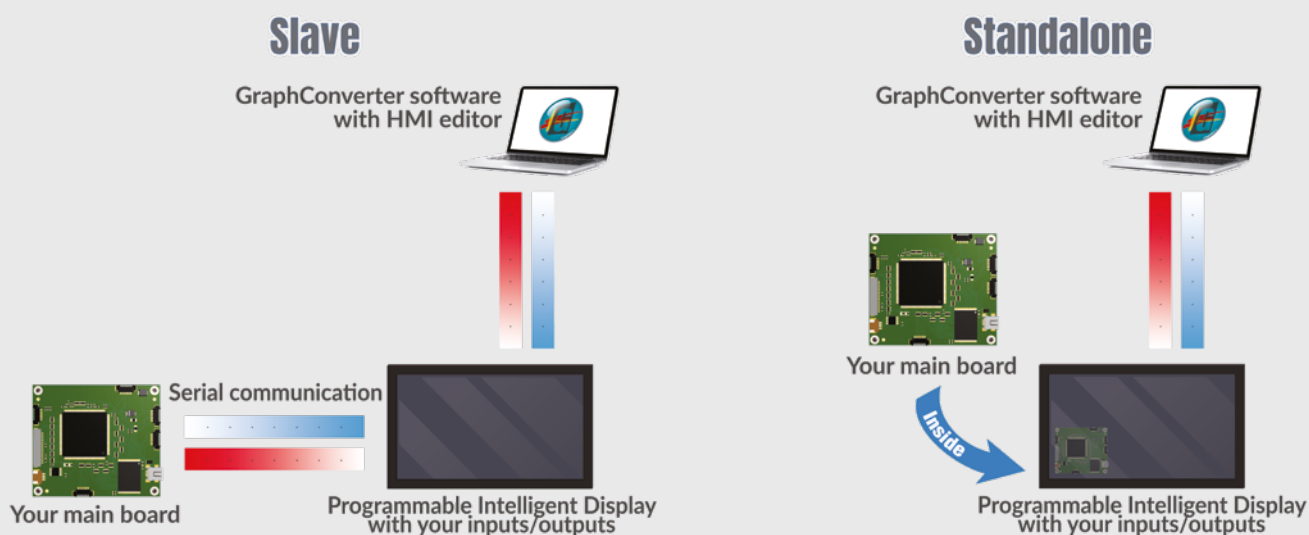 Slave
GraphConverter software
with HMI editor
Serial communication
Your main board
Programmable Intelligent Display
with your inputs/outputs
Standalone
GraphConverter software
with HMI editor
Your main board
Inside
Programmable Intelligent Display
with your inputs/outputs